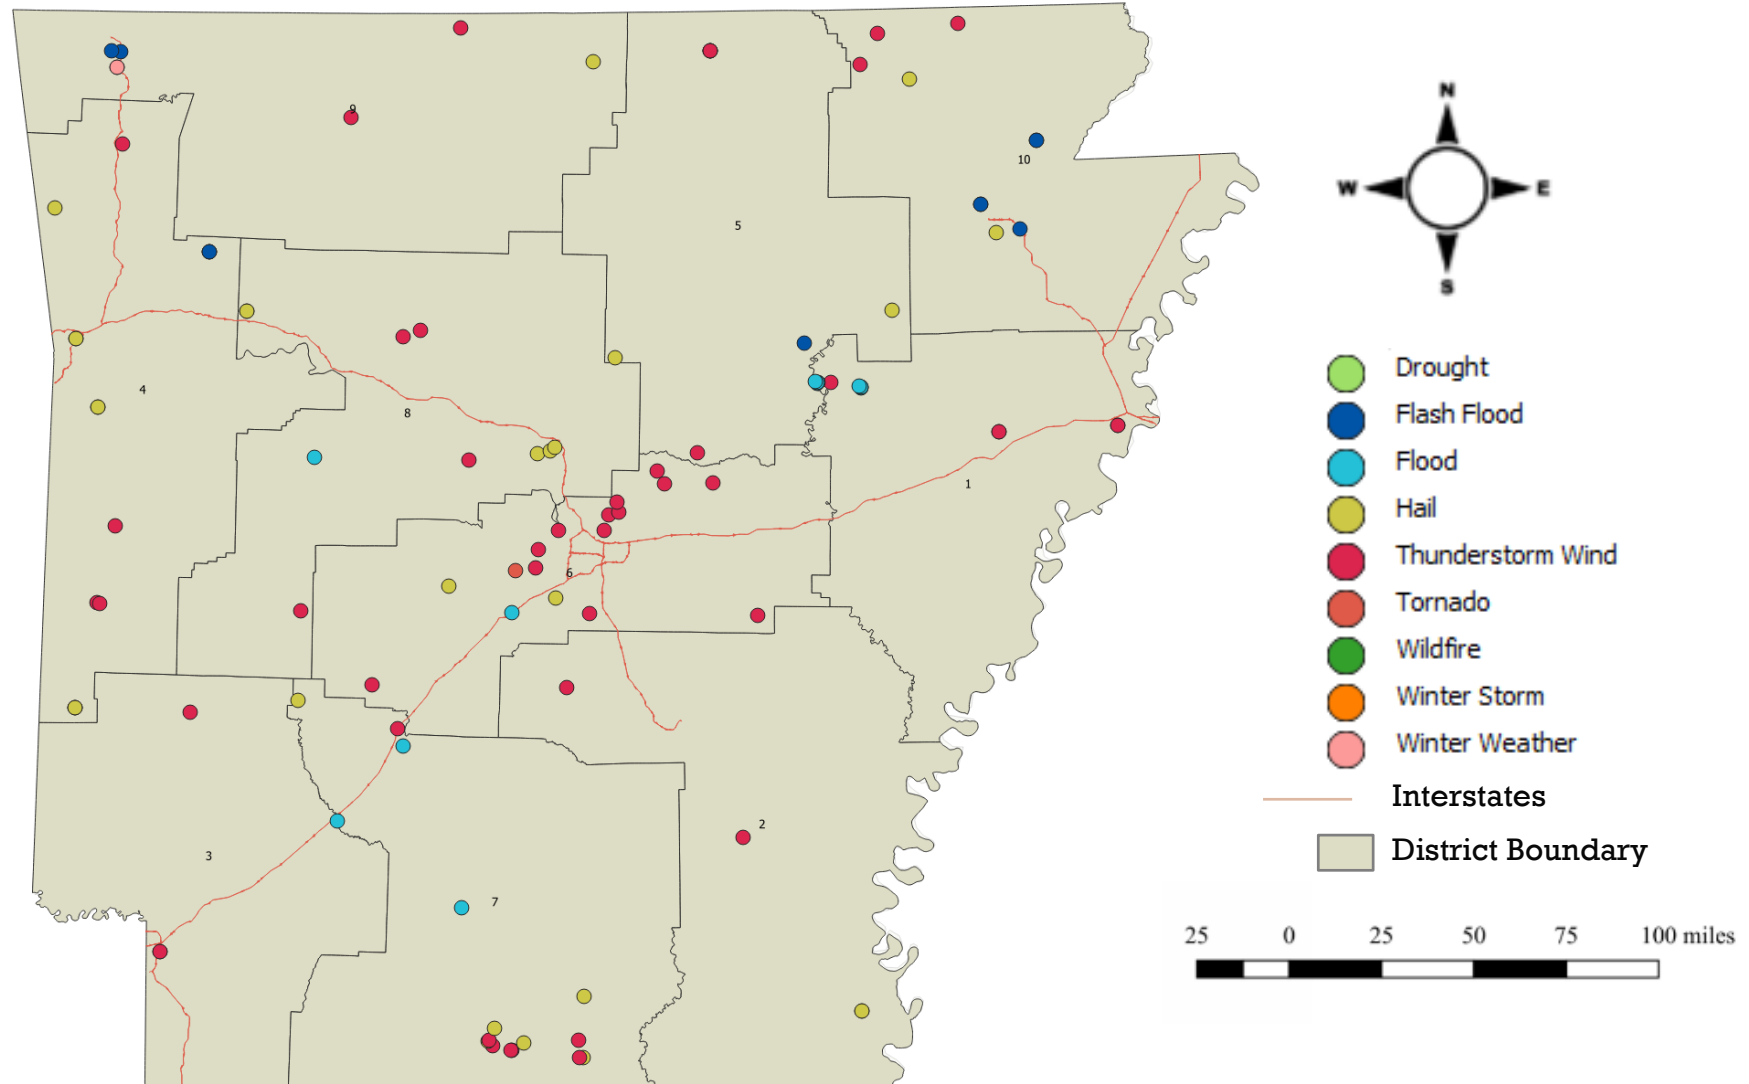 N
W E
S
9
10
5
4
8
1
6
2
3
7
Drought
Flash Flood
Flood
Hail
Thunderstorm Wind
Tornado
Wildfire
Winter Storm
Winter Weather
Interstates
District Boundary
25 0 25 50 75 100 miles